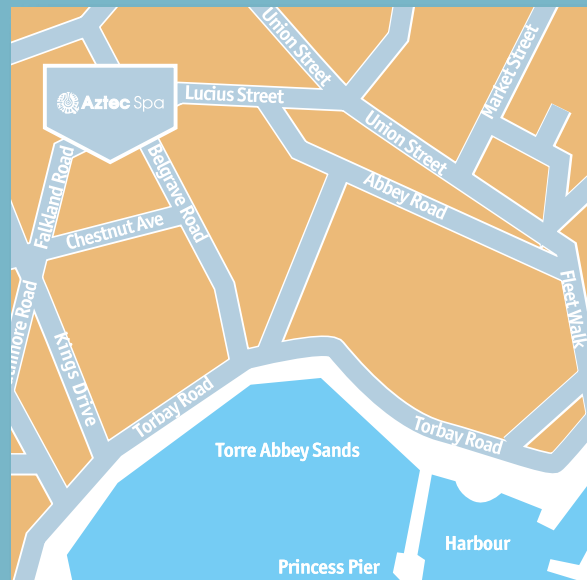 Union Street
Market Street
Aztec Spa
Lucius Street
Union Street
Falkland Road
Belgrave Road
Abbey Road
Chestnut Ave
Fleet Walk
Road
Kings Drive
Torbay Road
Torbay Road
Torre Abbey Sands
Harbour
Princess Pier